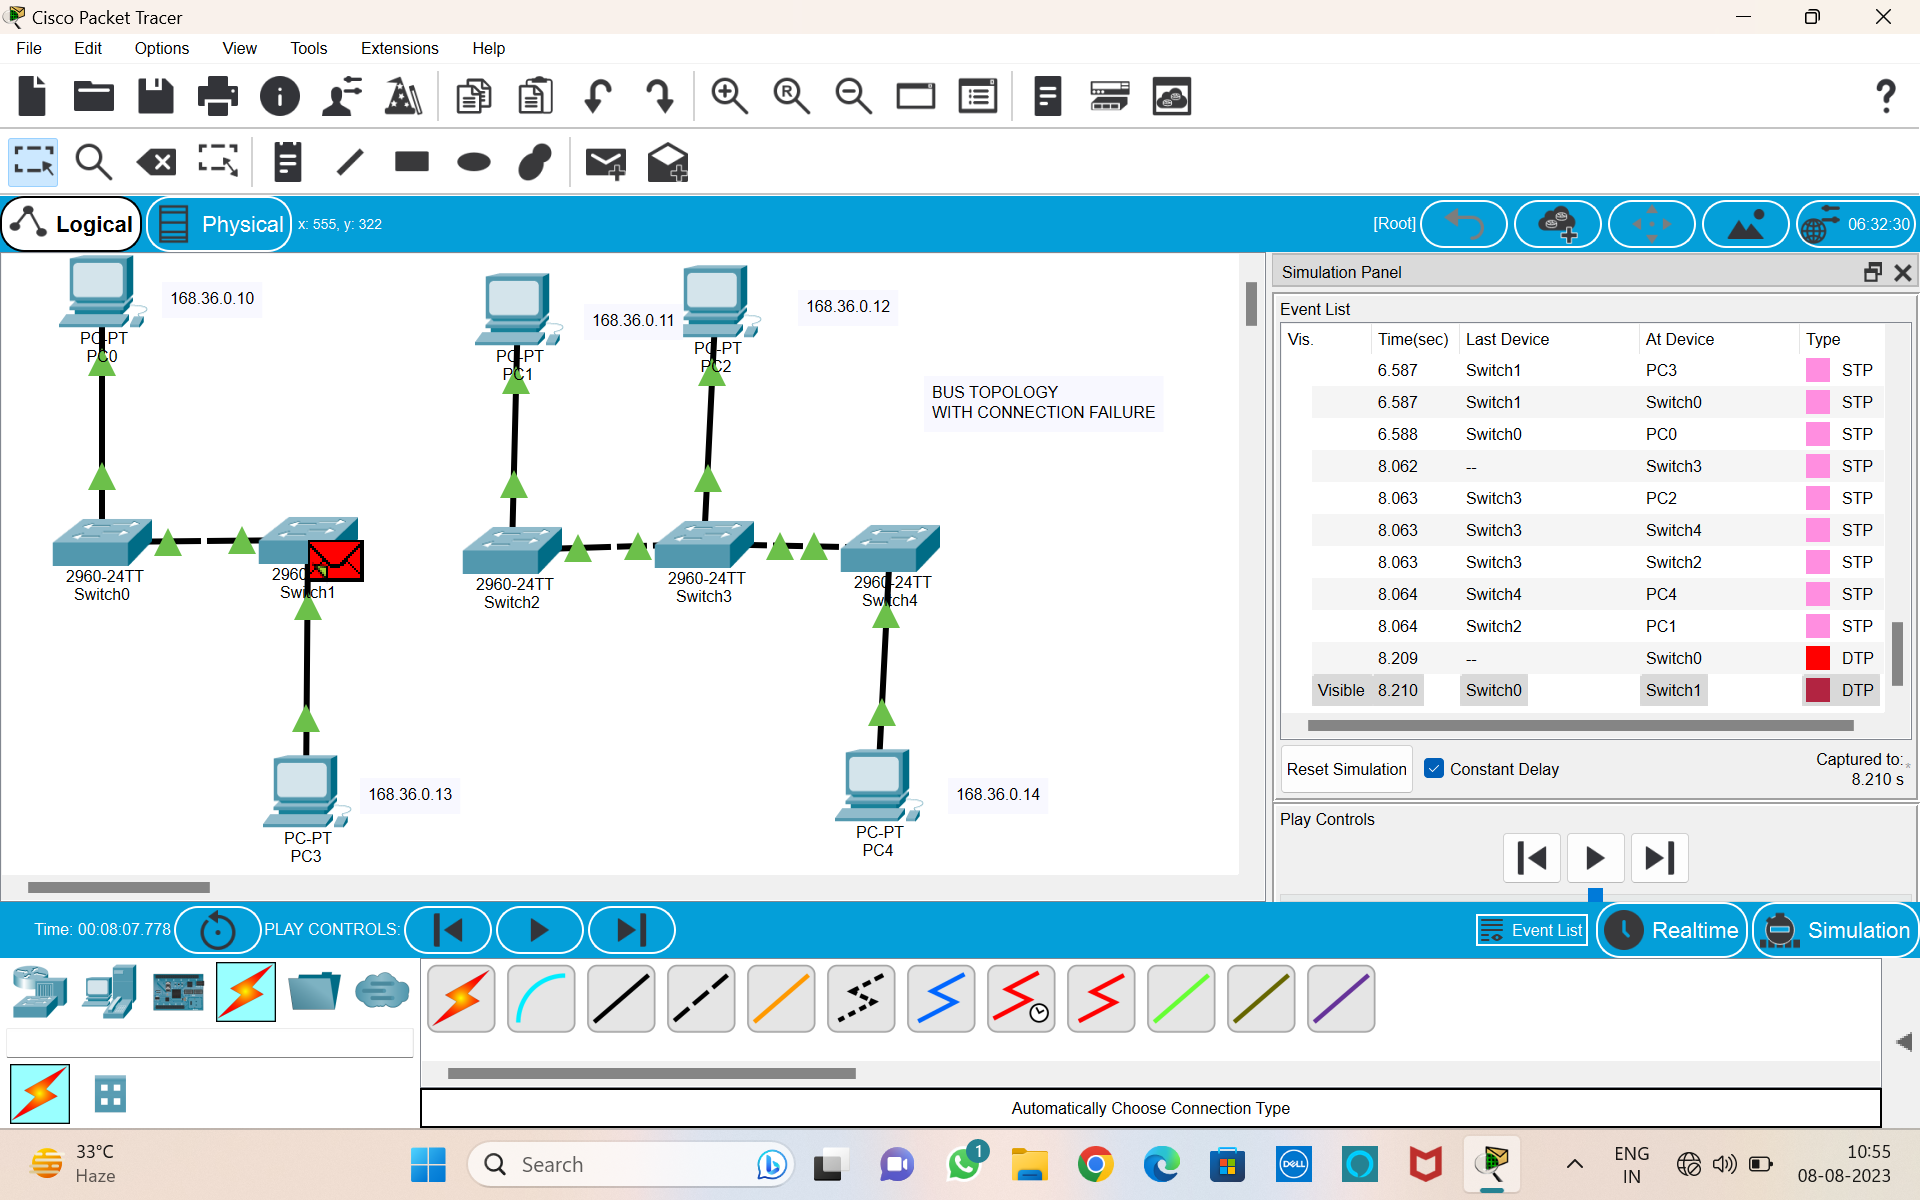 Cisco Packet Tracer
File Edit Options View Tools Extensions Help
Logical Physical x: 555, y: 322 [Root] 06:32:30
168.36.0.10
PC-PT
PC0
168.36.0.11
PC-PT
PC1
168.36.0.12
PC-PT
PC2
BUS TOPOLOGY
WITH CONNECTION FAILURE
2960-24TT
Switch0
2960
Switch1
2960-24TT
Switch2
2960-24TT
Switch3
2960-24TT
Switch4
168.36.0.13
PC-PT
PC3
168.36.0.14
PC-PT
PC4
Simulation Panel
Event List
Vis. Time(sec) Last Device At Device Type
6.587 Switch1 PC3 STP
6.587 Switch1 Switch0 STP
6.588 Switch0 PC0 STP
8.062 -- Switch3 STP
8.063 Switch3 PC2 STP
8.063 Switch3 Switch4 STP
8.063 Switch3 Switch2 STP
8.064 Switch4 PC4 STP
8.064 Switch2 PC1 STP
8.209 -- Switch0 DTP
Visible 8.210 Switch0 Switch1 DTP
Reset Simulation Constant Delay Captured to: *
8.210 s
Play Controls
Time: 00:08:07.778 PLAY CONTROLS: Event List Realtime Simulation
Automatically Choose Connection Type
33°C
Haze
Search
1
DELL
ENG
IN
10:55
08-08-2023